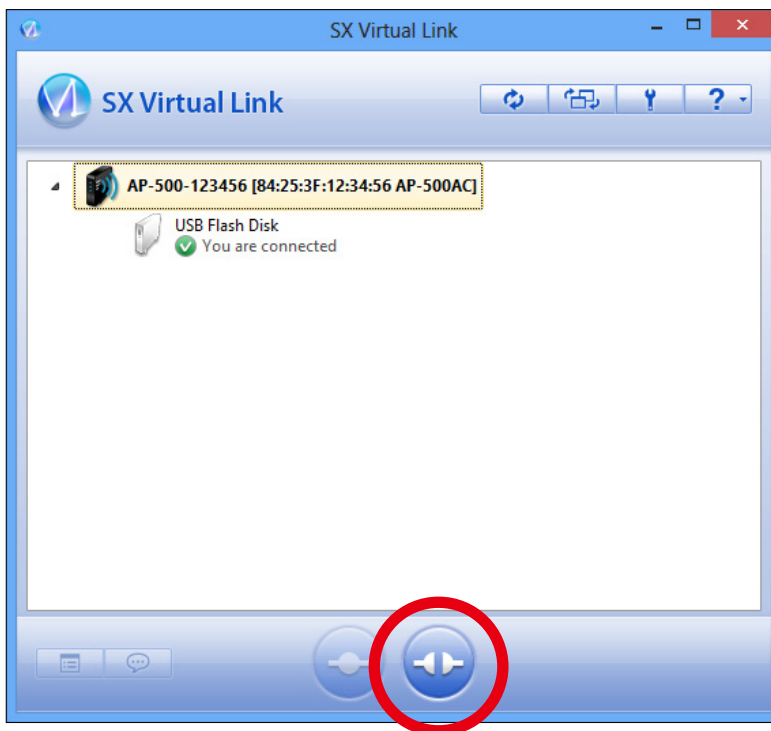 SX Virtual Link
SX Virtual Link
?
AP-500-123456 [84:25:3F:12:34:56 AP-500AC]
USB Flash Disk
You are connected